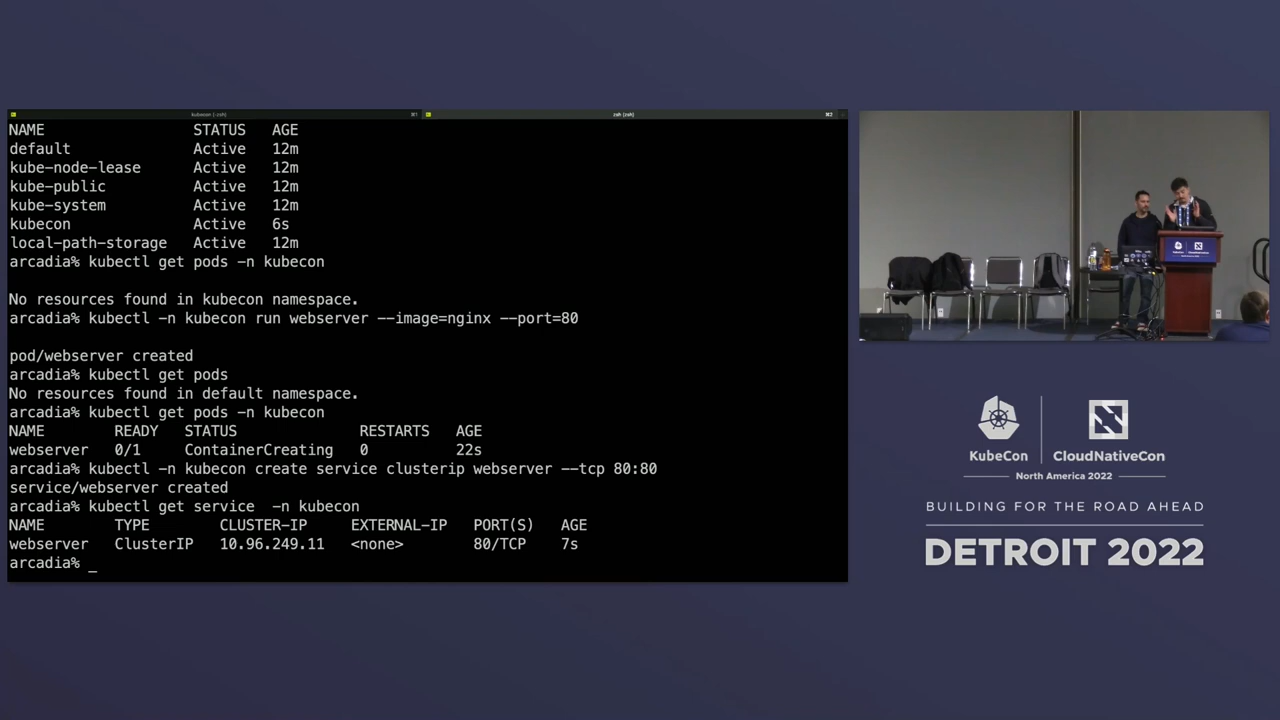 kubecon (-zsh) ⌘1 zsh (zsh) ⌘2
NAME STATUS AGE
default Active 12m
kube-node-lease Active 12m
kube-public Active 12m
kube-system Active 12m
kubecon Active 6s
local-path-storage Active 12m
arcadia% kubectl get pods -n kubecon
No resources found in kubecon namespace.
arcadia% kubectl -n kubecon run webserver --image=nginx --port=80
pod/webserver created
arcadia% kubectl get pods
No resources found in default namespace.
arcadia% kubectl get pods -n kubecon
NAME READY STATUS RESTARTS AGE
webserver 0/1 ContainerCreating 0 22s
arcadia% kubectl -n kubecon create service clusterip webserver --tcp 80:80
service/webserver created
arcadia% kubectl get service  -n kubecon
NAME TYPE CLUSTER-IP EXTERNAL-IP PORT(S) AGE
webserver ClusterIP 10.96.249.11 <none> 80/TCP 7s
arcadia% _
KubeCon CloudNativeCon
North America 2022
BUILDING FOR THE ROAD AHEAD
DETROIT 2022